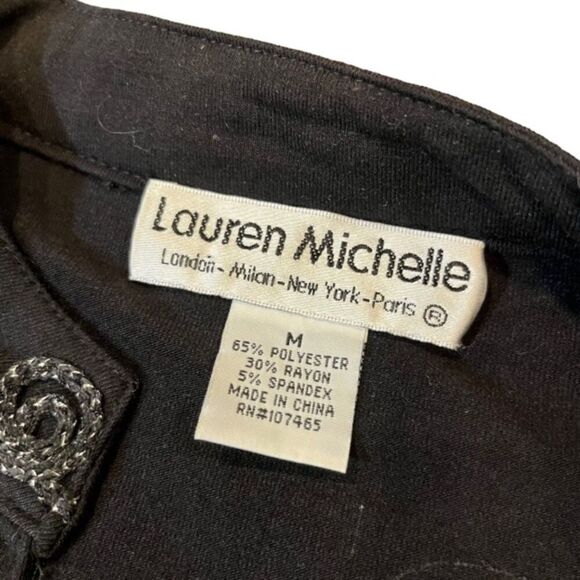 Lauren Michelle
London - Milan - New York - Paris ®
M
65% POLYESTER
30% RAYON
5% SPANDEX
MADE IN CHINA
RN#107465